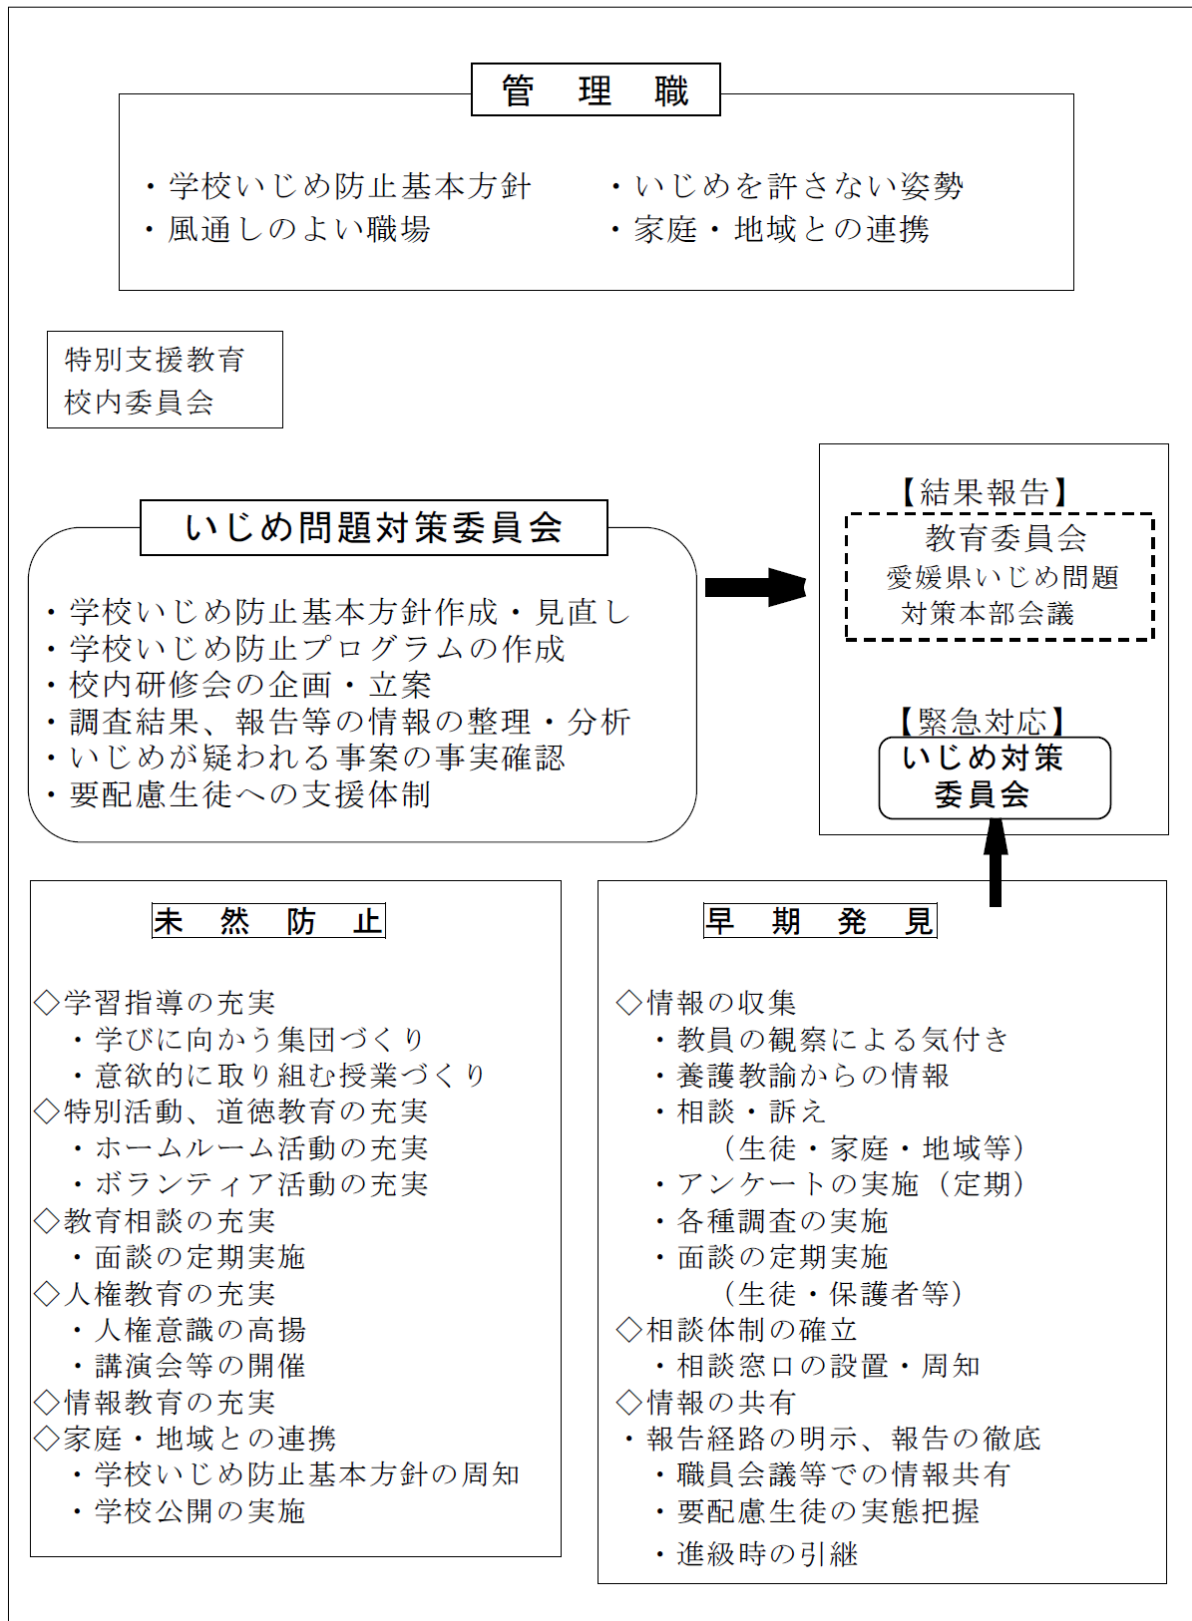 管　理　職
・学校いじめ防止基本方針　　・いじめを許さない姿勢
・風通しのよい職場　　　　　・家庭・地域との連携
特別支援教育
校内委員会
いじめ問題対策委員会
・学校いじめ防止基本方針作成・見直し
・学校いじめ防止プログラムの作成
・校内研修会の企画・立案
・調査結果、報告等の情報の整理・分析
・いじめが疑われる事案の事実確認
・要配慮生徒への支援体制
【結果報告】
教育委員会
愛媛県いじめ問題
対策本部会議
【緊急対応】
いじめ対策
委員会
未　然　防　止
◇学習指導の充実
・学びに向かう集団づくり
・意欲的に取り組む授業づくり
◇特別活動、道徳教育の充実
・ホームルーム活動の充実
・ボランティア活動の充実
◇教育相談の充実
・面談の定期実施
◇人権教育の充実
・人権意識の高揚
・講演会等の開催
◇情報教育の充実
◇家庭・地域との連携
・学校いじめ防止基本方針の周知
・学校公開の実施
早　期　発　見
◇情報の収集
・教員の観察による気付き
・養護教諭からの情報
・相談・訴え
（生徒・家庭・地域等）
・アンケートの実施（定期）
・各種調査の実施
・面談の定期実施
（生徒・保護者等）
◇相談体制の確立
・相談窓口の設置・周知
◇情報の共有
・報告経路の明示、報告の徹底
・職員会議等での情報共有
・要配慮生徒の実態把握
・進級時の引継